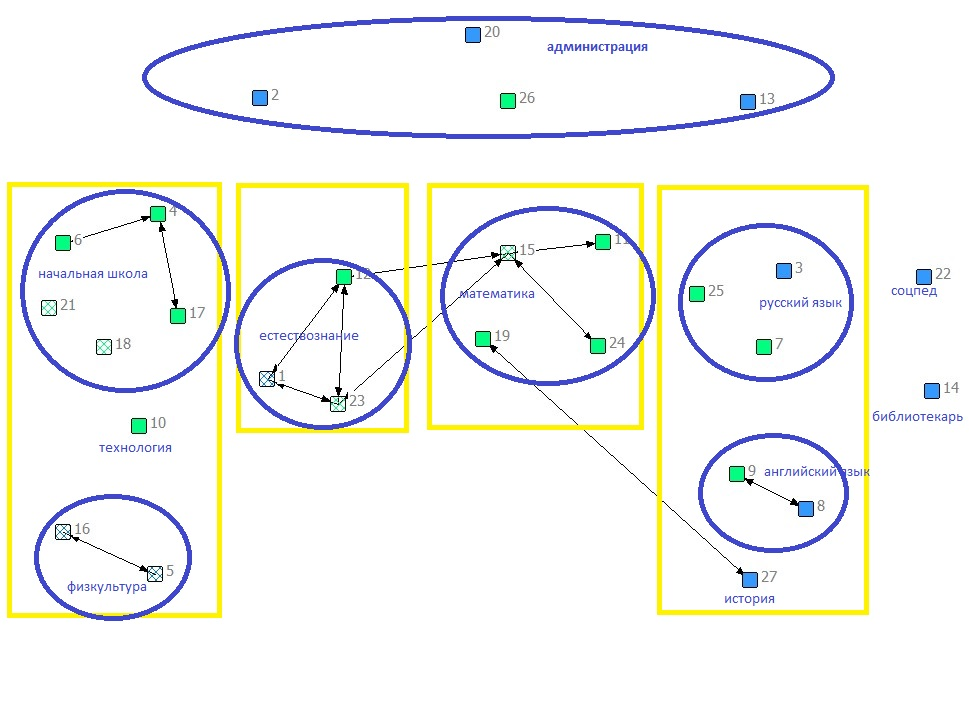 20
администрация
2
26
13
4
6
начальная школа
21
17
18
10
технология
16
5
физкультура
12
естествознание
1
23
15
11
математика
19
24
3
25
русский язык
7
9
английский язык
8
27
история
22
соцпед
14
библиотекарь